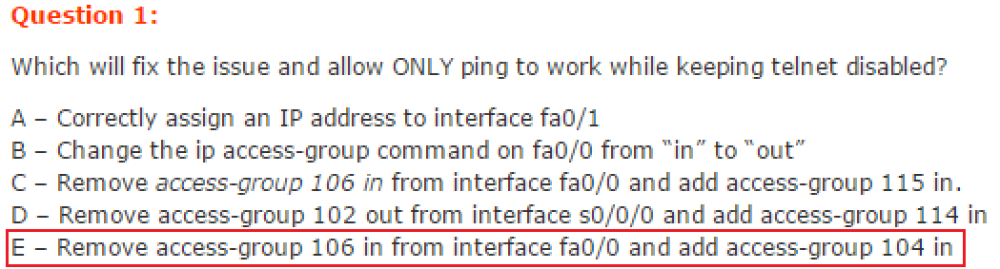 Question 1:
Which will fix the issue and allow ONLY ping to work while keeping telnet disabled?
A – Correctly assign an IP address to interface fa0/1
B – Change the ip access-group command on fa0/0 from “in” to “out”
C – Remove access-group 106 in from interface fa0/0 and add access-group 115 in.
D – Remove access-group 102 out from interface s0/0/0 and add access-group 114 in
E – Remove access-group 106 in from interface fa0/0 and add access-group 104 in